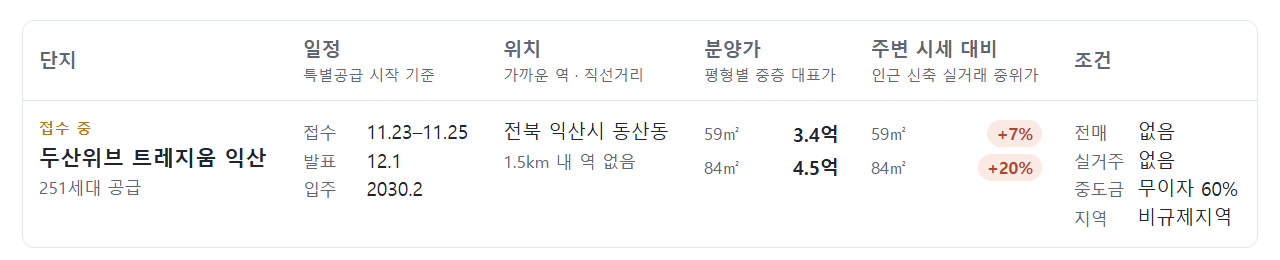 단지
일정
특별공급 시작 기준
위치
가까운 역 · 직선거리
분양가
평형별 중층 대표가
주변 시세 대비
인근 신축 실거래 중위가
조건
접수 중
두산위브 트레지움 익산
251세대 공급
접수 11.23–11.25
발표 12.1
입주 2030.2
전북 익산시 동산동
1.5km 내 역 없음
59㎡ 3.4억
84㎡ 4.5억
59㎡ +7%
84㎡ +20%
전매 없음
실거주 없음
중도금 무이자 60%
지역 비규제지역